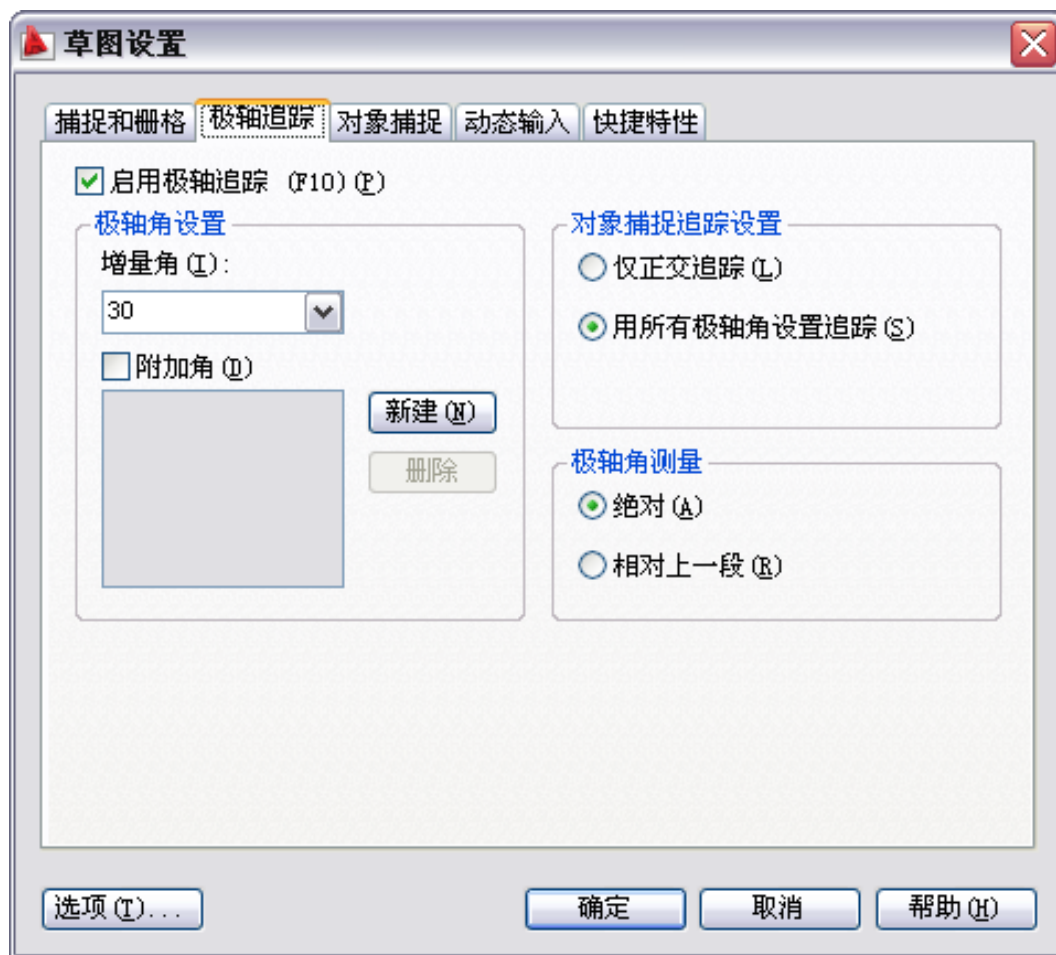 草图设置
捕捉和栅格 极轴追踪 对象捕捉 动态输入 快捷特性
启用极轴追踪 (F10)(P)
极轴角设置
增量角(I):
30
附加角(D)
新建(N)
删除
对象捕捉追踪设置
仅正交追踪(L)
用所有极轴角设置追踪(S)
极轴角测量
绝对(A)
相对上一段(R)
选项(T)... 确定 取消 帮助(H)